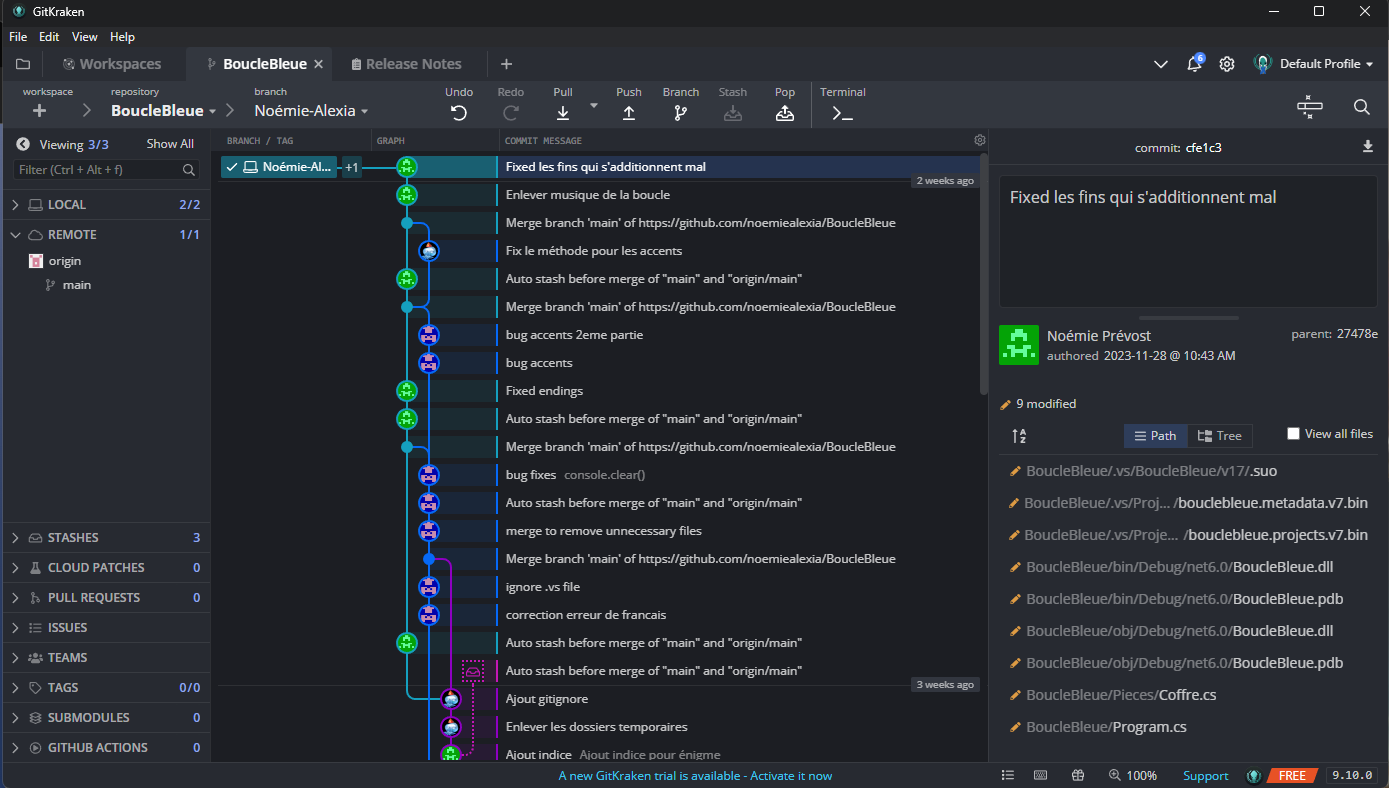 GitKraken
File Edit View Help
Workspaces BoucleBleue Release Notes
6 Default Profile
workspace repository branch Undo Redo Pull Push Branch Stash Pop Terminal
BoucleBleue Noémie-Alexia
Viewing 3/3 Show All
Filter (Ctrl + Alt + f)
LOCAL 2/2
REMOTE 1/1
origin
main
STASHES 3
CLOUD PATCHES 0
PULL REQUESTS 0
ISSUES
TEAMS
TAGS 0/0
SUBMODULES 0
GITHUB ACTIONS 0
BRANCH / TAG GRAPH COMMIT MESSAGE
Noémie-Al... +1 Fixed les fins qui s'additionnent mal
2 weeks ago
Enlever musique de la boucle
Merge branch 'main' of https://github.com/noemiealexia/BoucleBleue
Fix le méthode pour les accents
Auto stash before merge of "main" and "origin/main"
Merge branch 'main' of https://github.com/noemiealexia/BoucleBleue
bug accents 2eme partie
bug accents
Fixed endings
Auto stash before merge of "main" and "origin/main"
Merge branch 'main' of https://github.com/noemiealexia/BoucleBleue
bug fixes console.clear()
Auto stash before merge of "main" and "origin/main"
merge to remove unnecessary files
Merge branch 'main' of https://github.com/noemiealexia/BoucleBleue
ignore .vs file
correction erreur de francais
Auto stash before merge of "main" and "origin/main"
Auto stash before merge of "main" and "origin/main"
3 weeks ago
Ajout gitignore
Enlever les dossiers temporaires
Ajout indice Ajout indice pour énigme
commit: cfe1c3
Fixed les fins qui s'additionnent mal
Noémie Prévost parent: 27478e
authored 2023-11-28 @ 10:43 AM
9 modified
Path Tree View all files
BoucleBleue/.vs/BoucleBleue/v17/.suo
BoucleBleue/.vs/Proj... /bouclebleue.metadata.v7.bin
BoucleBleue/.vs/Proje... /bouclebleue.projects.v7.bin
BoucleBleue/bin/Debug/net6.0/BoucleBleue.dll
BoucleBleue/bin/Debug/net6.0/BoucleBleue.pdb
BoucleBleue/obj/Debug/net6.0/BoucleBleue.dll
BoucleBleue/obj/Debug/net6.0/BoucleBleue.pdb
BoucleBleue/Pieces/Coffre.cs
BoucleBleue/Program.cs
A new GitKraken trial is available - Activate it now 100% Support FREE 9.10.0